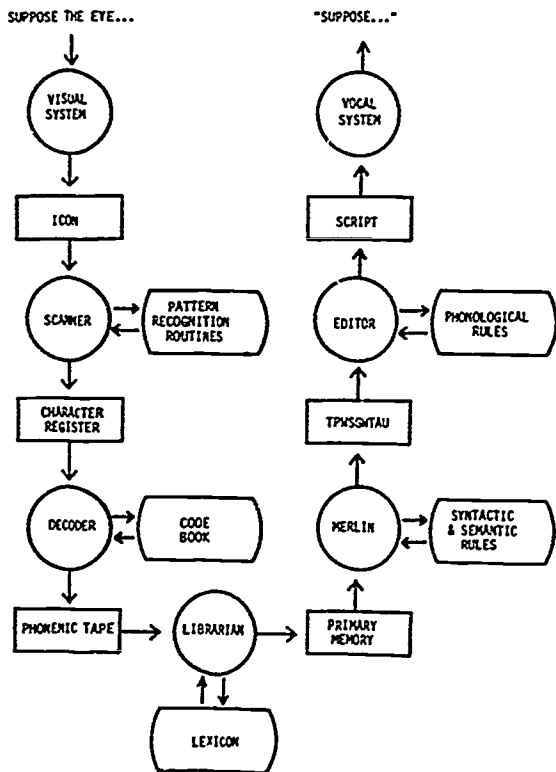 SUPPOSE THE EYE...
VISUAL
SYSTEM
ICON
SCANNER
PATTERN
RECOGNITION
ROUTINES
CHARACTER
REGISTER
DECODER
CODE
BOOK
PHONEMIC TAPE
LIBRARIAN
LEXICON
PRIMARY
MEMORY
MERLIN
SYNTACTIC
& SEMANTIC
RULES
TPWSGWTAU
EDITOR
PHONOLOGICAL
RULES
SCRIPT
VOCAL
SYSTEM
"SUPPOSE..."